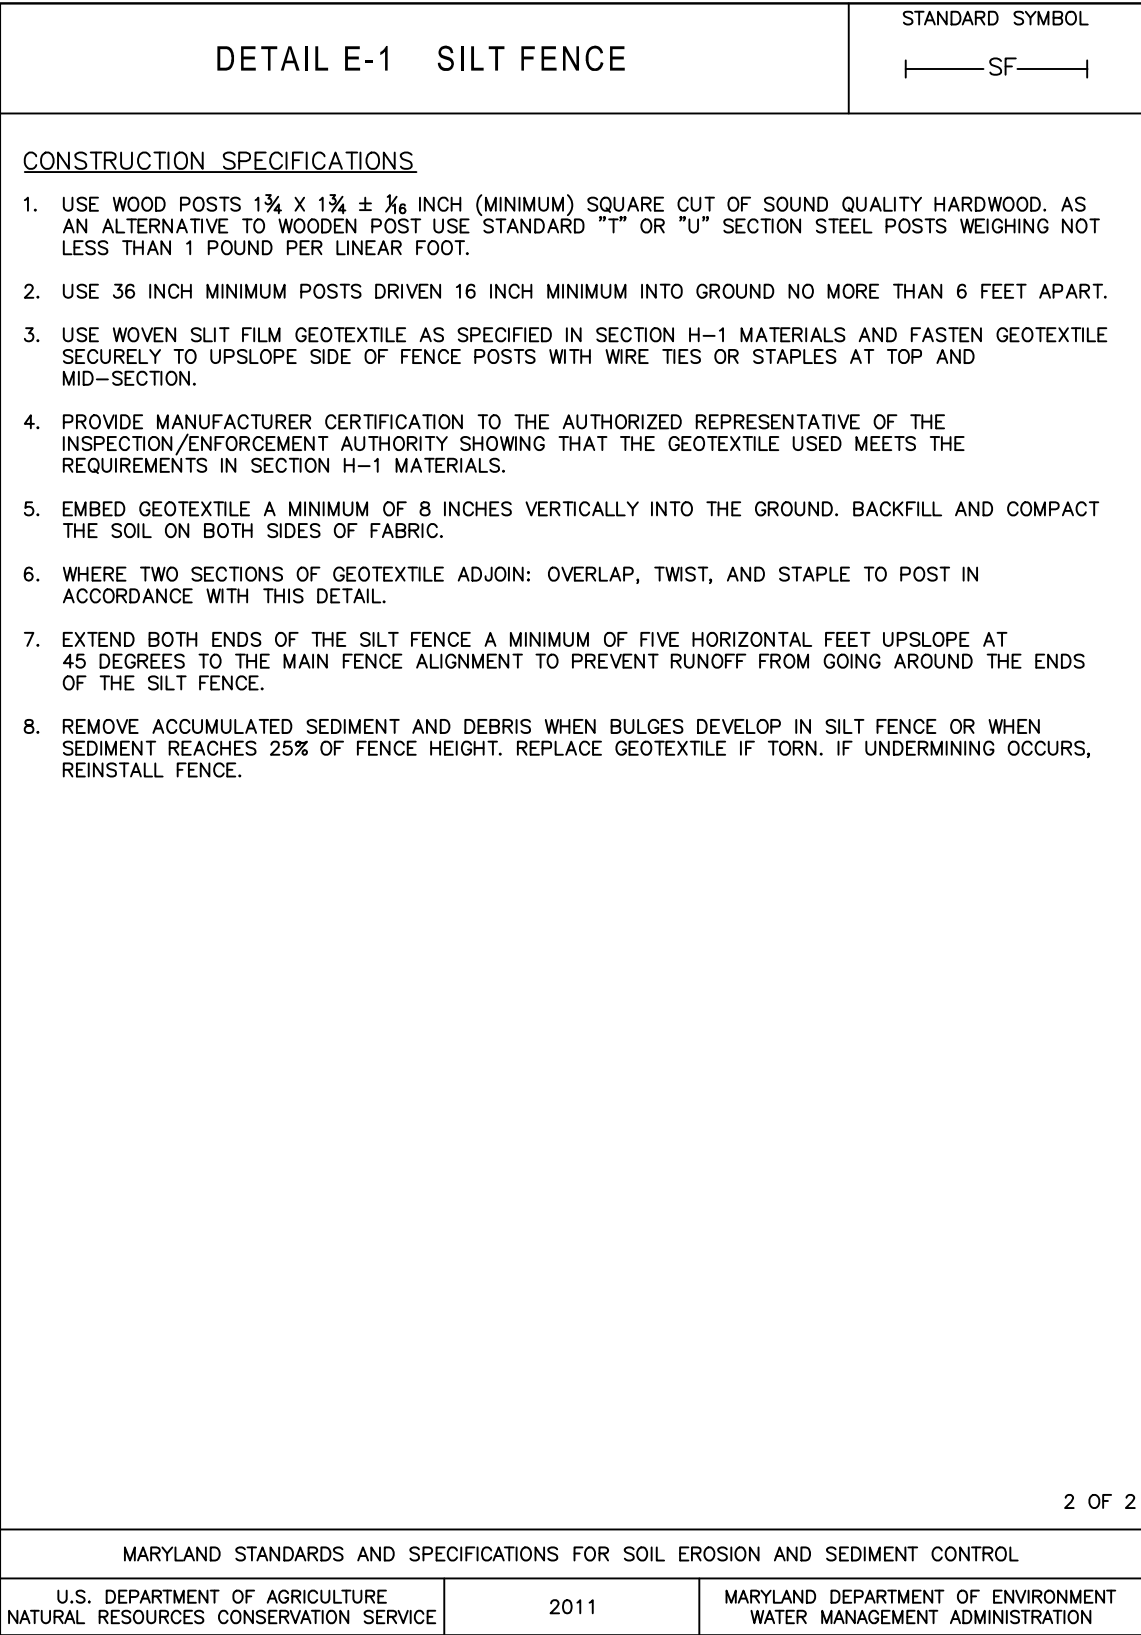 DETAIL E-1 SILT FENCE
STANDARD SYMBOL
SF
CONSTRUCTION SPECIFICATIONS
1. USE WOOD POSTS 1¾ X 1¾ ± 1⁄16 INCH (MINIMUM) SQUARE CUT OF SOUND QUALITY HARDWOOD. AS
AN ALTERNATIVE TO WOODEN POST USE STANDARD "T" OR "U" SECTION STEEL POSTS WEIGHING NOT
LESS THAN 1 POUND PER LINEAR FOOT.
2. USE 36 INCH MINIMUM POSTS DRIVEN 16 INCH MINIMUM INTO GROUND NO MORE THAN 6 FEET APART.
3. USE WOVEN SLIT FILM GEOTEXTILE AS SPECIFIED IN SECTION H-1 MATERIALS AND FASTEN GEOTEXTILE
SECURELY TO UPSLOPE SIDE OF FENCE POSTS WITH WIRE TIES OR STAPLES AT TOP AND
MID-SECTION.
4. PROVIDE MANUFACTURER CERTIFICATION TO THE AUTHORIZED REPRESENTATIVE OF THE
INSPECTION/ENFORCEMENT AUTHORITY SHOWING THAT THE GEOTEXTILE USED MEETS THE
REQUIREMENTS IN SECTION H-1 MATERIALS.
5. EMBED GEOTEXTILE A MINIMUM OF 8 INCHES VERTICALLY INTO THE GROUND. BACKFILL AND COMPACT
THE SOIL ON BOTH SIDES OF FABRIC.
6. WHERE TWO SECTIONS OF GEOTEXTILE ADJOIN: OVERLAP, TWIST, AND STAPLE TO POST IN
ACCORDANCE WITH THIS DETAIL.
7. EXTEND BOTH ENDS OF THE SILT FENCE A MINIMUM OF FIVE HORIZONTAL FEET UPSLOPE AT
45 DEGREES TO THE MAIN FENCE ALIGNMENT TO PREVENT RUNOFF FROM GOING AROUND THE ENDS
OF THE SILT FENCE.
8. REMOVE ACCUMULATED SEDIMENT AND DEBRIS WHEN BULGES DEVELOP IN SILT FENCE OR WHEN
SEDIMENT REACHES 25% OF FENCE HEIGHT. REPLACE GEOTEXTILE IF TORN. IF UNDERMINING OCCURS,
REINSTALL FENCE.
2 OF 2
MARYLAND STANDARDS AND SPECIFICATIONS FOR SOIL EROSION AND SEDIMENT CONTROL
U.S. DEPARTMENT OF AGRICULTURE
NATURAL RESOURCES CONSERVATION SERVICE
2011
MARYLAND DEPARTMENT OF ENVIRONMENT
WATER MANAGEMENT ADMINISTRATION